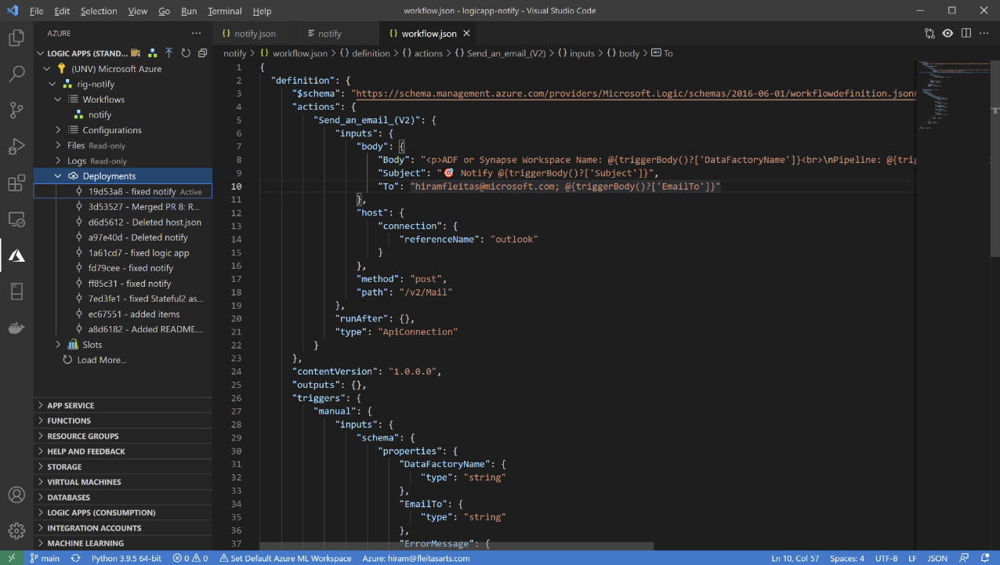 File Edit Selection View Go Run Terminal Help
workflow.json - logicapp-notify - Visual Studio Code
AZURE
LOGIC APPS (STAND...
(UNV) Microsoft Azure
rig-notify
Workflows
notify
Configurations
Files Read-only
Logs Read-only
Deployments
19d53a8 - fixed notify Active
3d53527 - Merged PR 8: R...
d6d5612 - Deleted host.json
a97e40d - Deleted notify
1a61cd7 - fixed logic app
fd79cee - fixed notify
ff85c31 - fixed notify
7ed3fe1 - fixed Stateful2 as...
ec67551 - added items
a8d6182 - Added README....
Slots
Load More...
APP SERVICE
FUNCTIONS
RESOURCE GROUPS
HELP AND FEEDBACK
STORAGE
VIRTUAL MACHINES
DATABASES
LOGIC APPS (CONSUMPTION)
INTEGRATION ACCOUNTS
MACHINE LEARNING
notify.json notify workflow.json
notify > {} workflow.json > {} definition > {} actions > {} Send_an_email_(V2) > {} inputs > {} body > To
1 {
2 "definition": {
3 "$schema": "https://schema.management.azure.com/providers/Microsoft.Logic/schemas/2016-06-01/workflowdefinition.json#
4 "actions": {
5 "Send_an_email_(V2)": {
6 "inputs": {
7 "body": {
8 "Body": "<p>ADF or Synapse Workspace Name: @{triggerBody()?['DataFactoryName']}<br>\nPipeline: @{trig
9 "Subject": "🎯 Notify @{triggerBody()?['Subject']}",
10 "To": "hiramfleitas@microsoft.com; @{triggerBody()?['EmailTo']}"
11 },
12 "host": {
13 "connection": {
14 "referenceName": "outlook"
15 }
16 },
17 "method": "post",
18 "path": "/v2/Mail"
19 },
20 "runAfter": {},
21 "type": "ApiConnection"
22 }
23 },
24 "contentVersion": "1.0.0.0",
25 "outputs": {},
26 "triggers": {
27 "manual": {
28 "inputs": {
29 "schema": {
30 "properties": {
31 "DataFactoryName": {
32 "type": "string"
33 },
34 "EmailTo": {
35 "type": "string"
36 },
37 "ErrorMessage": {
main Python 3.9.5 64-bit 0 0 Set Default Azure ML Workspace Azure: hiram@fleitasarts.com Ln 10, Col 57 Spaces: 4 UTF-8 LF JSON